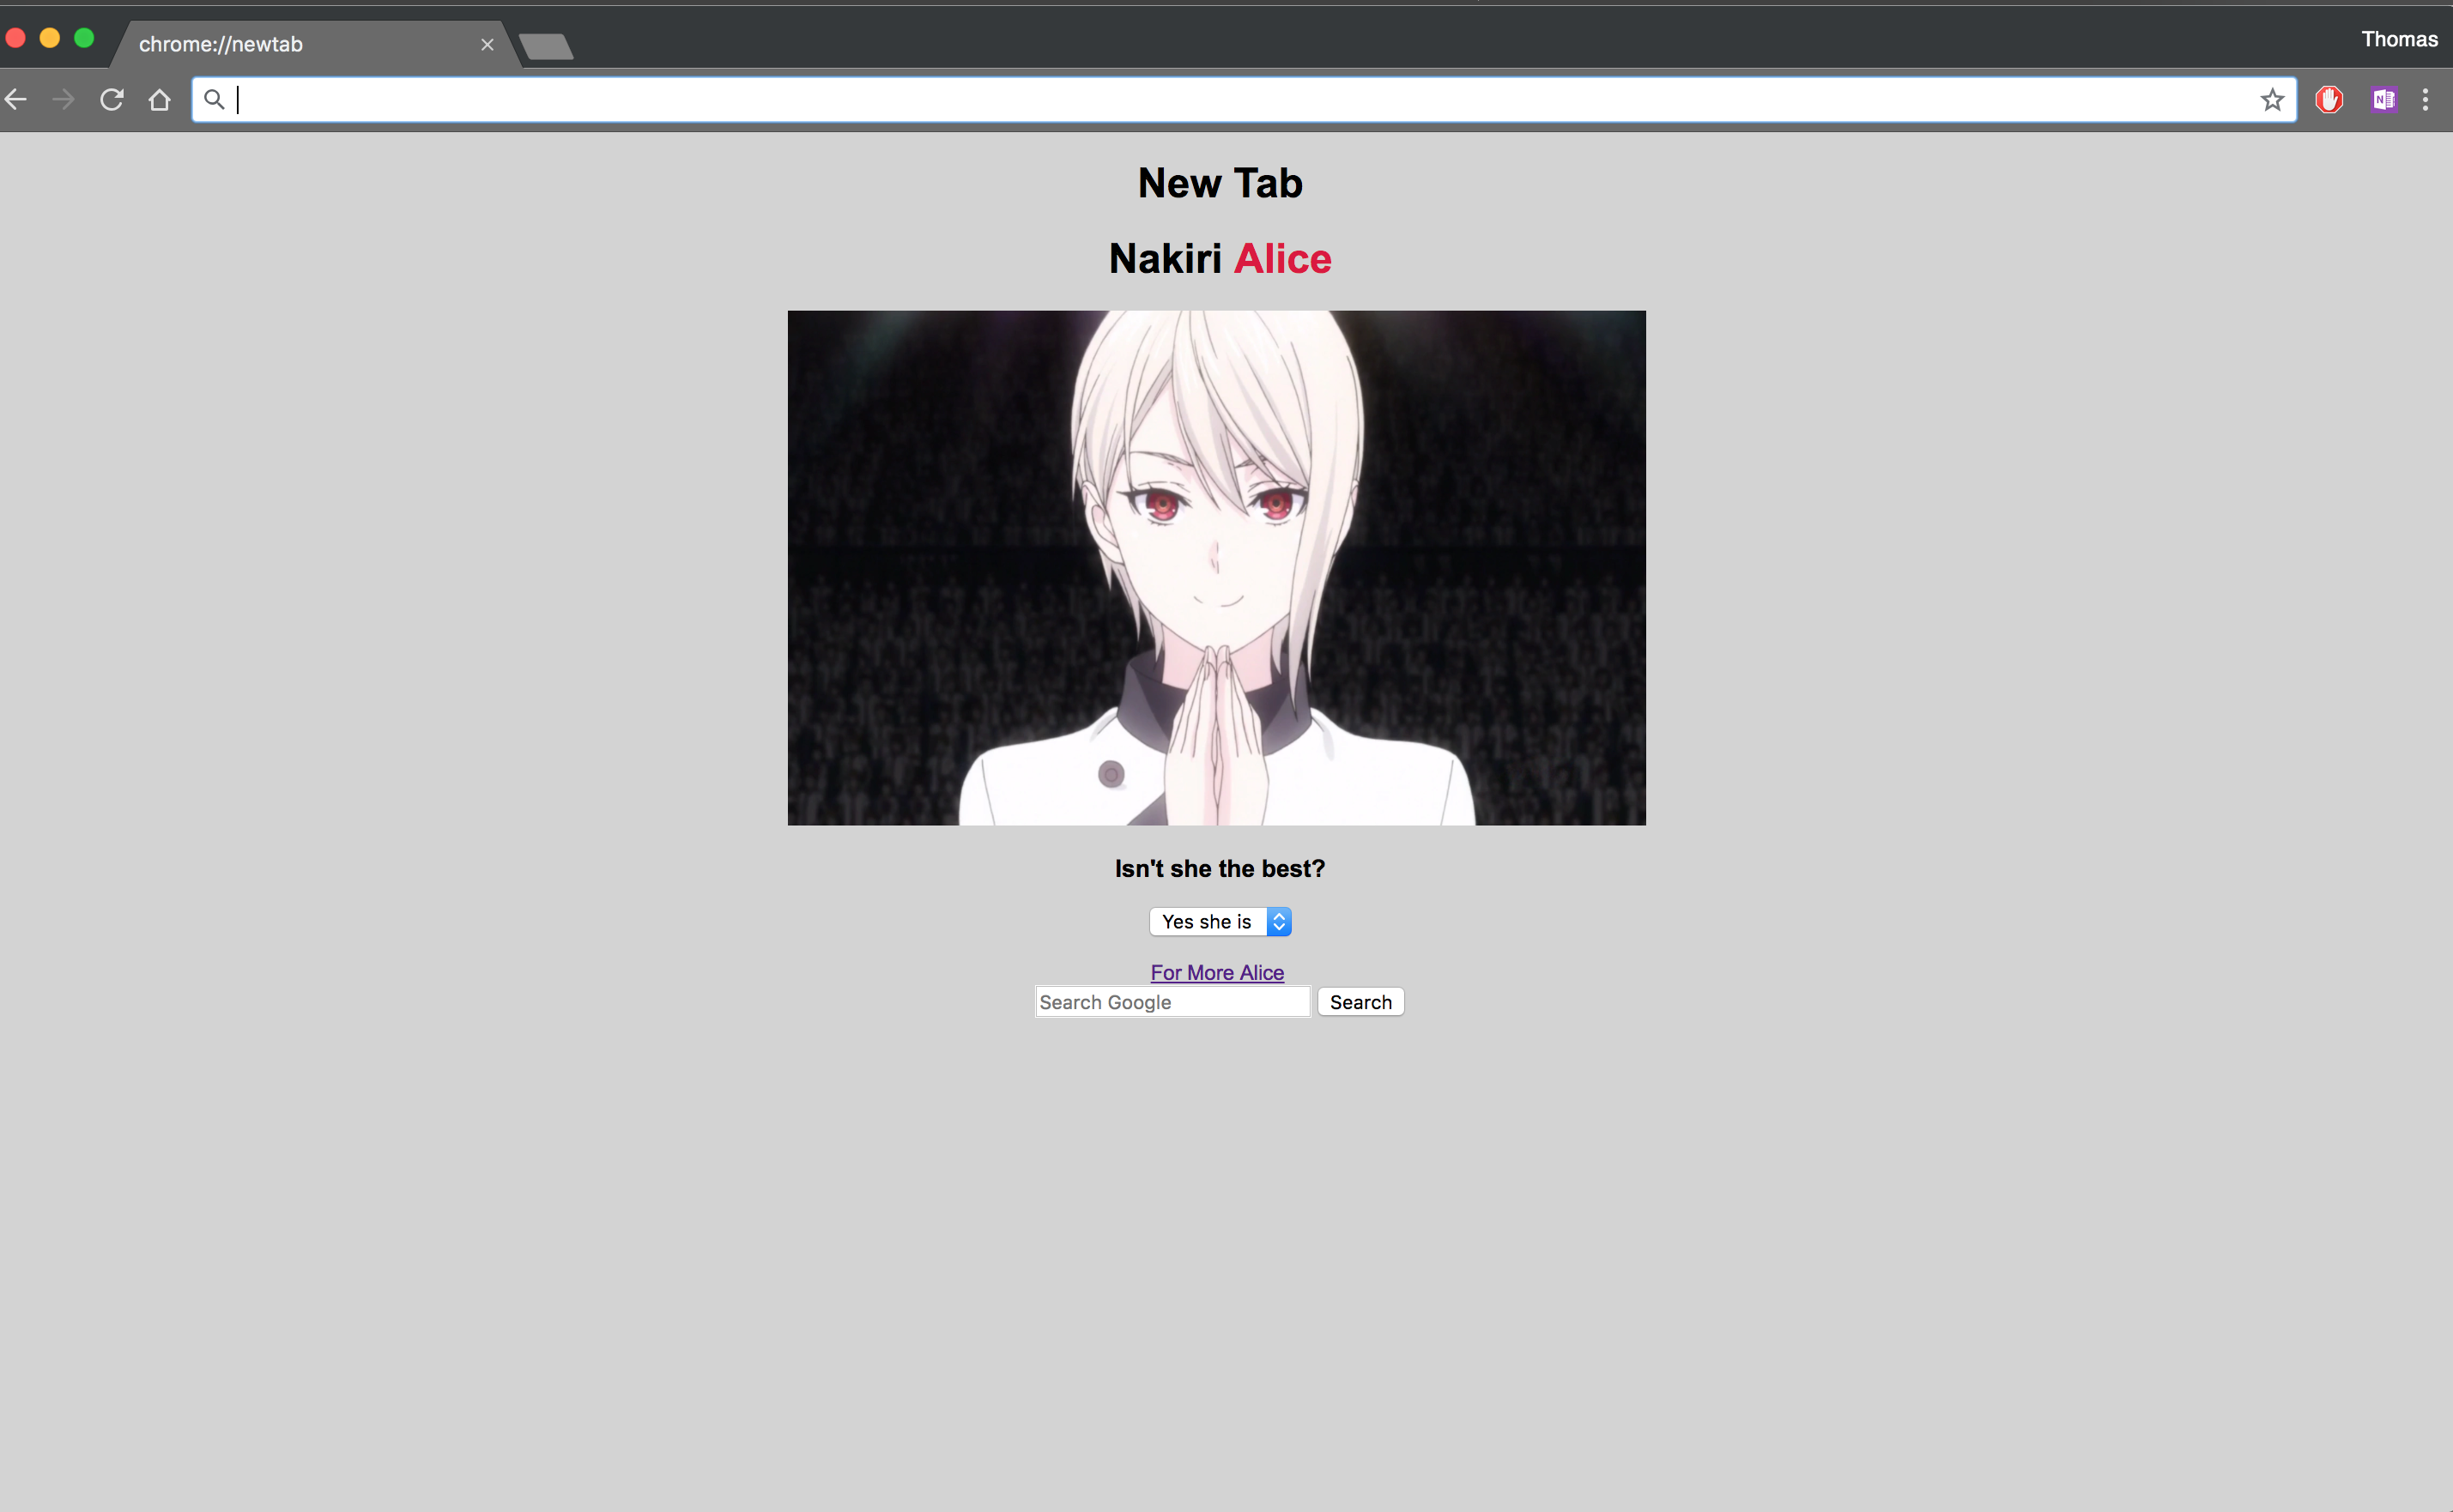 chrome://newtab
Thomas
New Tab
Nakiri Alice
Isn't she the best?
Yes she is
For More Alice
Search Google Search